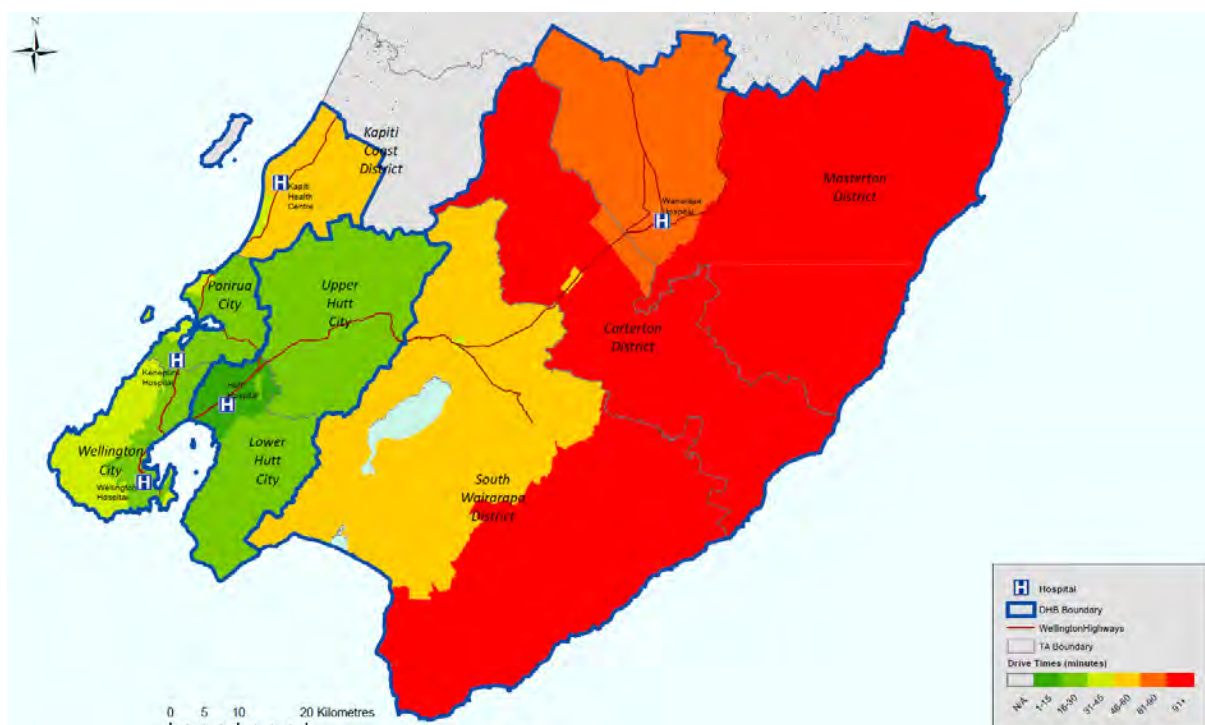 N
Kapiti
Coast
District
Kapiti
Health
Centre
Masterton
District
Wairarapa
Hospital
Porirua
City
Upper
Hutt
City
Carterton
District
Kenepuru
Hospital
Hutt
Hospital
Wellington
City
Wellington
Hospital
Lower
Hutt
City
South
Wairarapa
District
Hospital
DHB Boundary
WellingtonHighways
TA Boundary
Drive Times (minutes)
N/A 1-15 16-30 31-45 46-60 61-90 91+
0 5 10 20 Kilometres
H
H
H
H
H
H